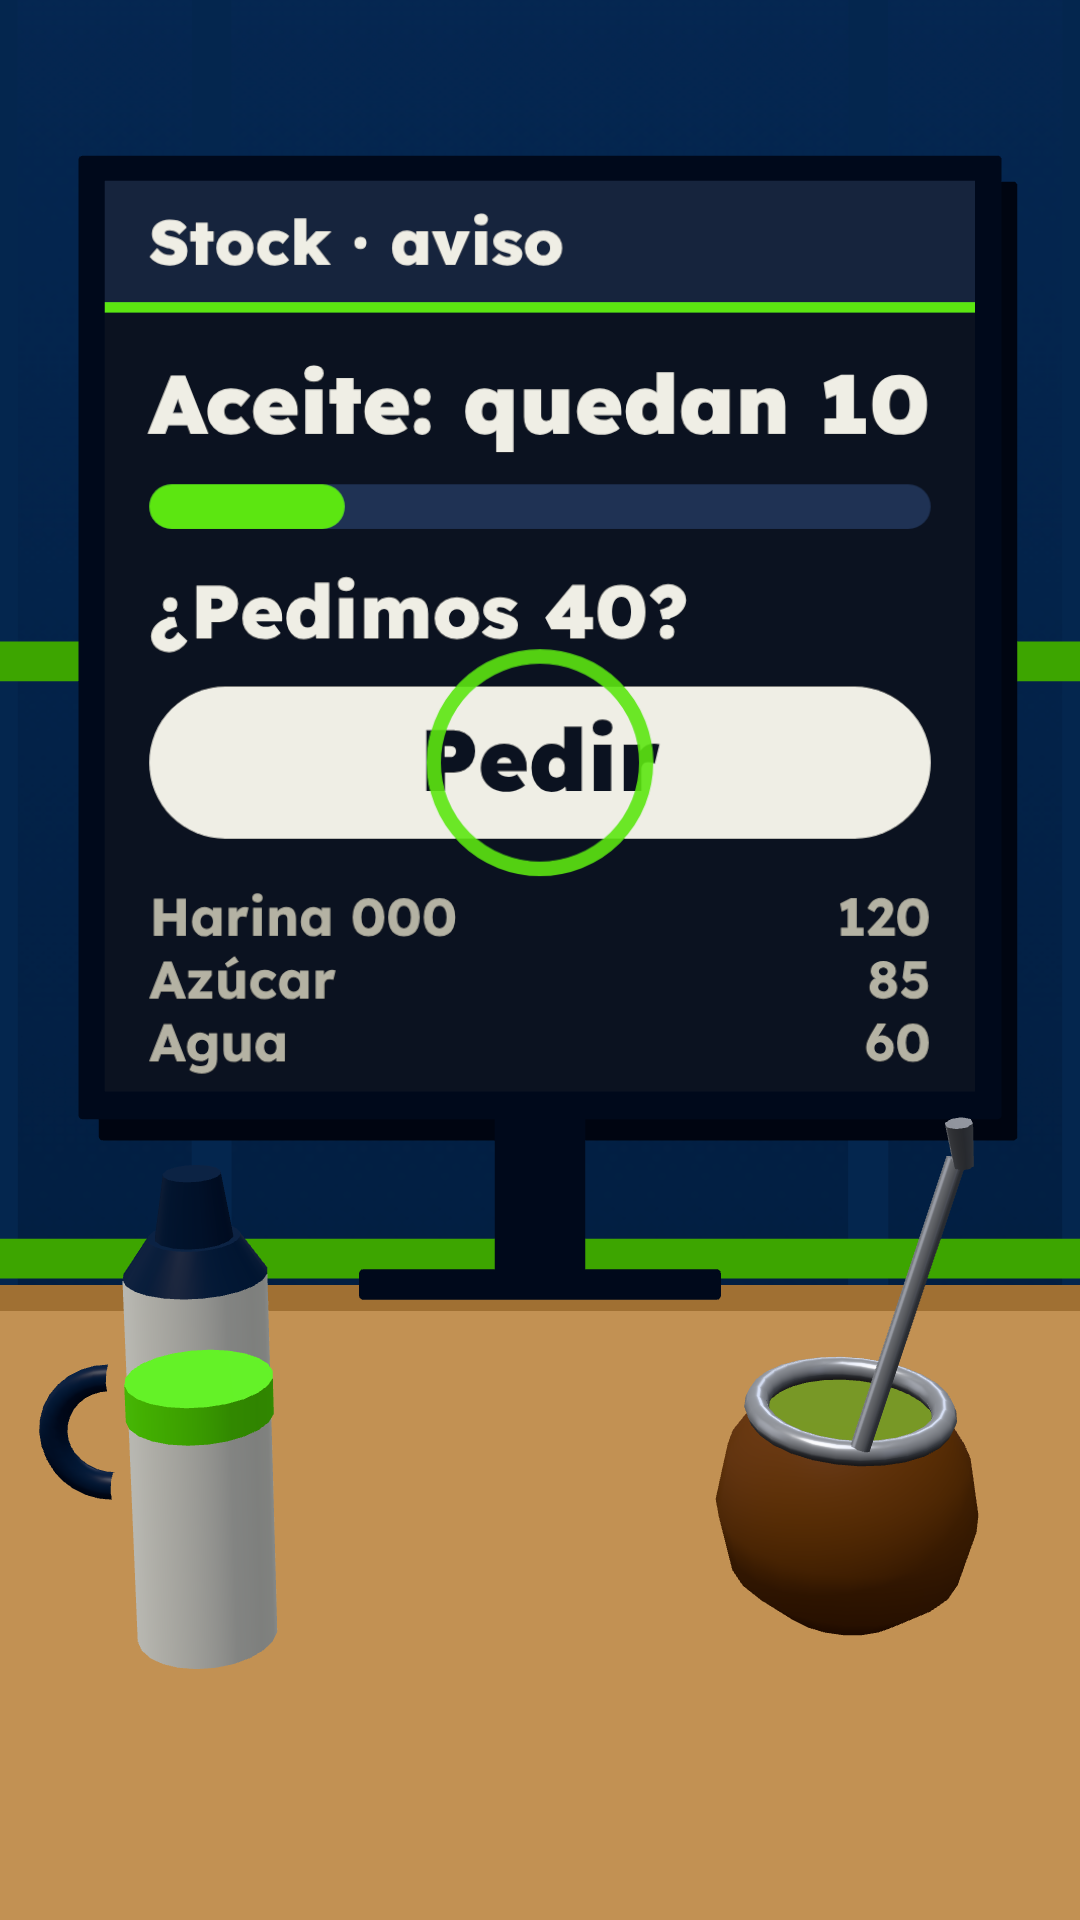 Stock · aviso
Aceite: quedan 10
¿Pedimos 40?
Pedir
Harina 000 120
Azúcar 85
Agua 60